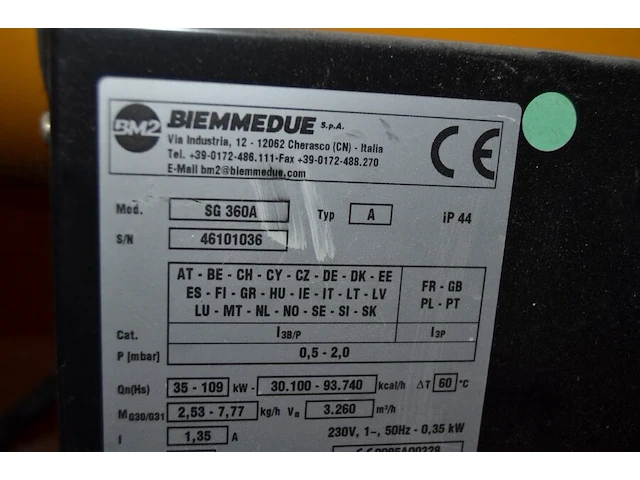 BM2 BIEMMEDUE S.p.A.
Via Industria, 12 - 12062 Cherasco (CN) - Italia
Tel. +39-0172-486.111-Fax +39-0172-488.270
E-Mail bm2@biemmedue.com
CE
Mod. SG 360A Typ A iP 44
S/N 46101036
AT - BE - CH - CY - CZ - DE - DK - EE
ES - FI - GR - HU - IE - IT - LT - LV
LU - MT - NL - NO - SE - SI - SK
FR - GB
PL - PT
Cat. I3B/P I3P
P [mbar] 0,5 - 2,0
Qn(Hs) 35 - 109 kW - 30.100 - 93.740 kcal/h ΔT 60 °C
MG30/G31 2,53 - 7,77 kg/h Va 3.260 m³/h
I 1,35 A 230V, 1~, 50Hz - 0,35 kW